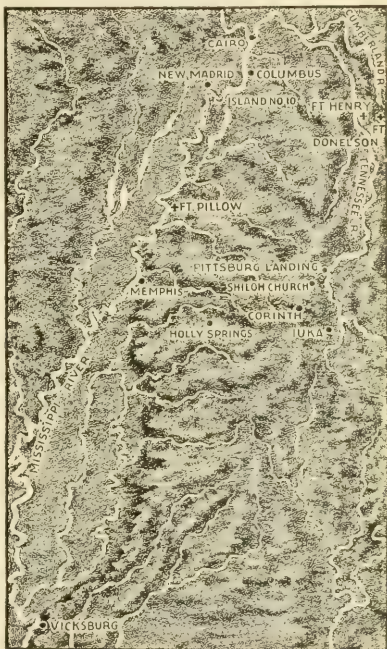 CAIRO
CUMBERLAND R.
NEW MADRID
COLUMBUS
ISLAND NO. 10
FT HENRY
FT
DONELSON
TENNESSEE R.
FT. PILLOW
PITTSBURG LANDING
MEMPHIS
SHILOH CHURCH
CORINTH
HOLLY SPRINGS
IUKA
MISSISSIPPI RIVER
VICKSBURG